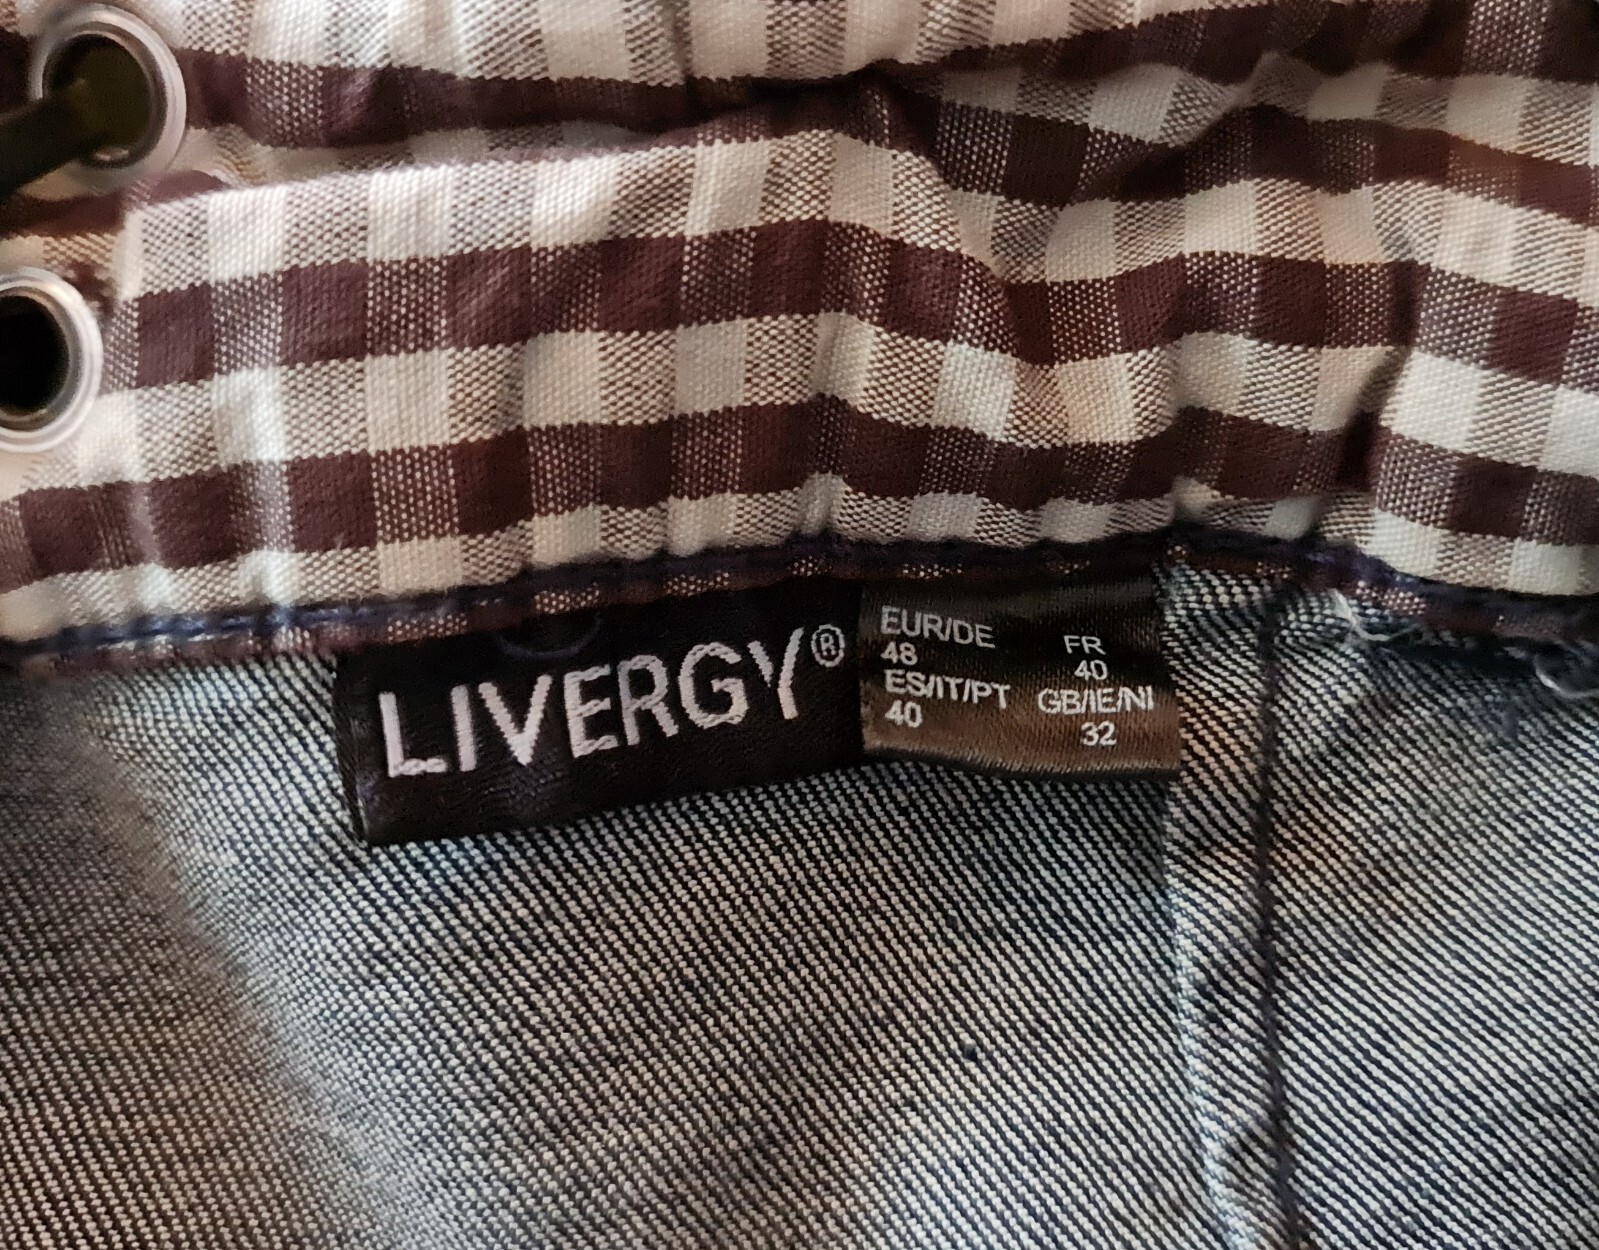 LIVERGY®
EUR/DE
48
ES/IT/PT
40
FR
40
GB/IE/NI
32